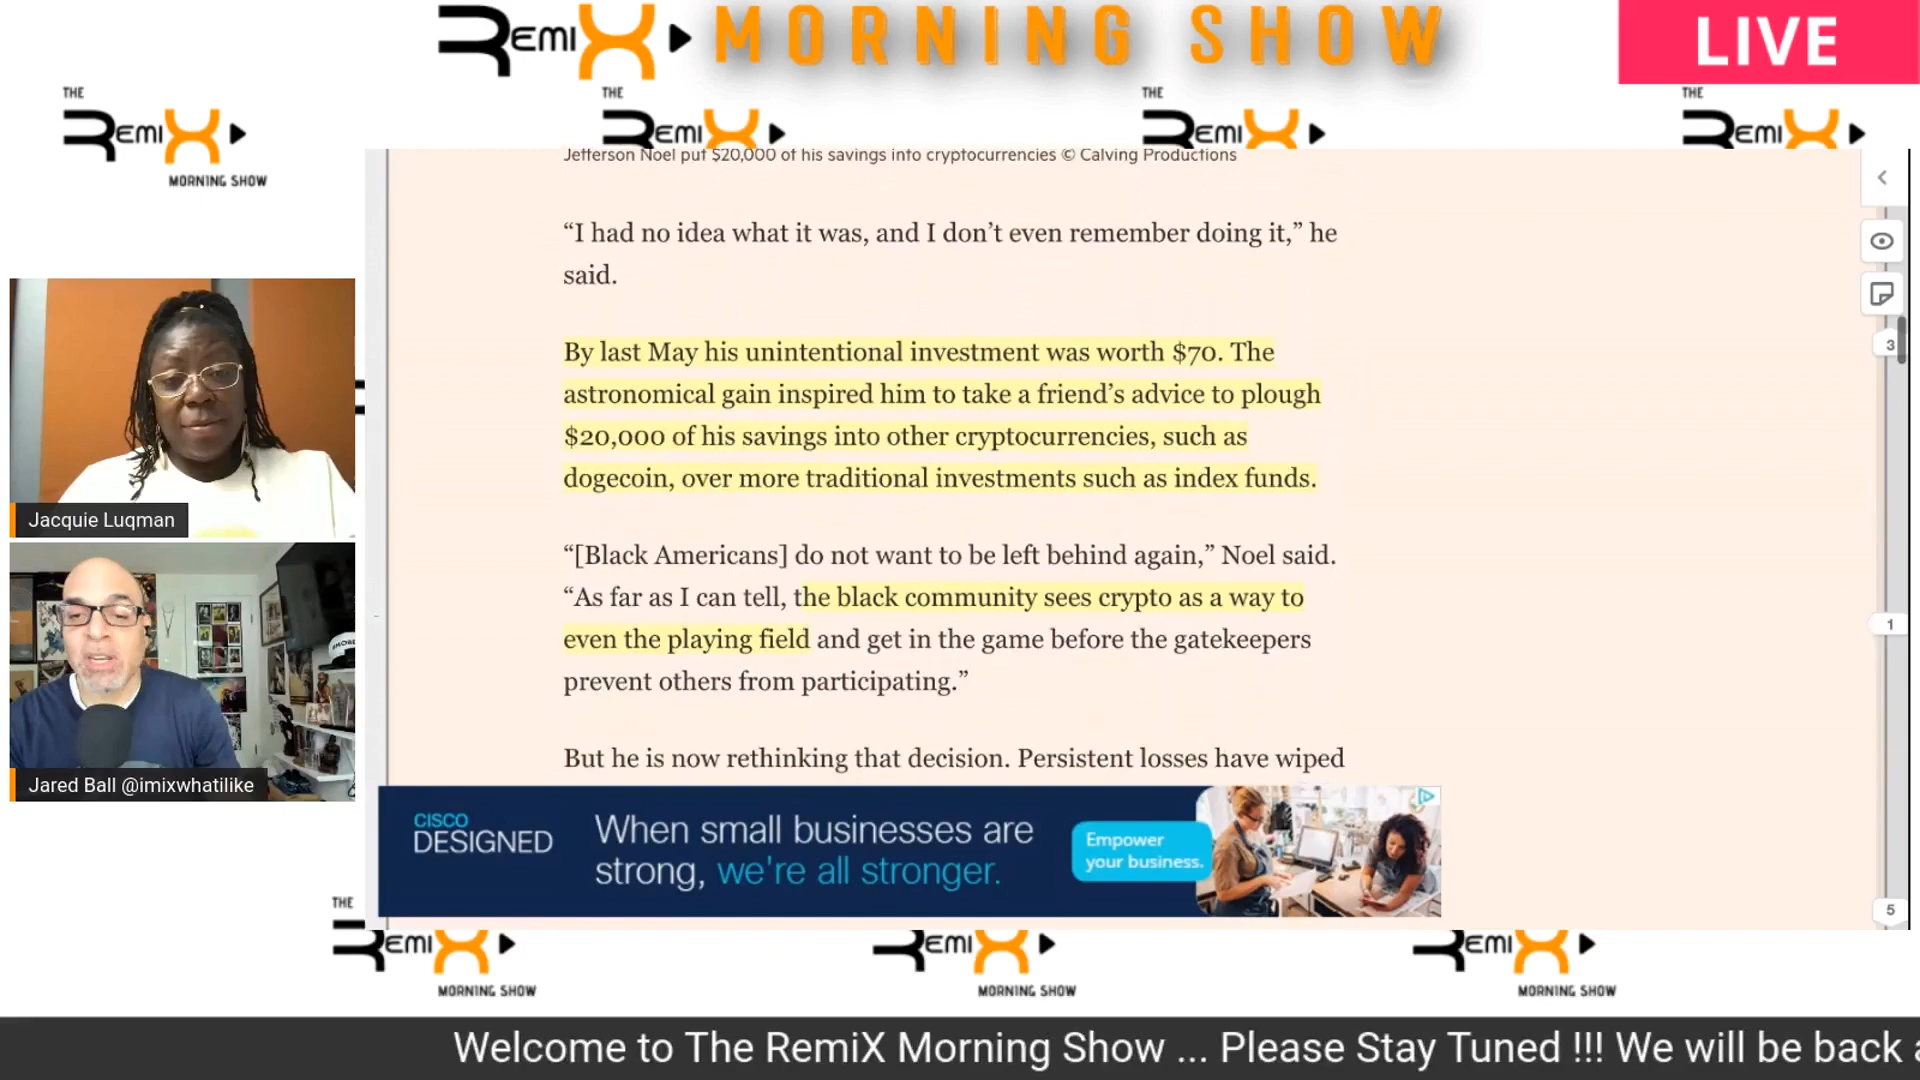 REMIX MORNING SHOW
LIVE
THE
REMIX
MORNING SHOW
THE
REMIX
THE
REMIX
THE
REMIX
Jefferson Noel put $20,000 of his savings into cryptocurrencies © Calving Productions
“I had no idea what it was, and I don’t even remember doing it,” he
said.
By last May his unintentional investment was worth $70. The
astronomical gain inspired him to take a friend’s advice to plough
$20,000 of his savings into other cryptocurrencies, such as
dogecoin, over more traditional investments such as index funds.
“[Black Americans] do not want to be left behind again,” Noel said.
“As far as I can tell, the black community sees crypto as a way to
even the playing field and get in the game before the gatekeepers
prevent others from participating.”
But he is now rethinking that decision. Persistent losses have wiped
3
1
5
Jacquie Luqman
Jared Ball @imixwhatilike
CISCO
DESIGNED
When small businesses are
strong, we're all stronger.
Empower
your business.
THE
REMIX
MORNING SHOW
REMIX
MORNING SHOW
REMIX
MORNING SHOW
Welcome to The RemiX Morning Show ... Please Stay Tuned !!! We will be back